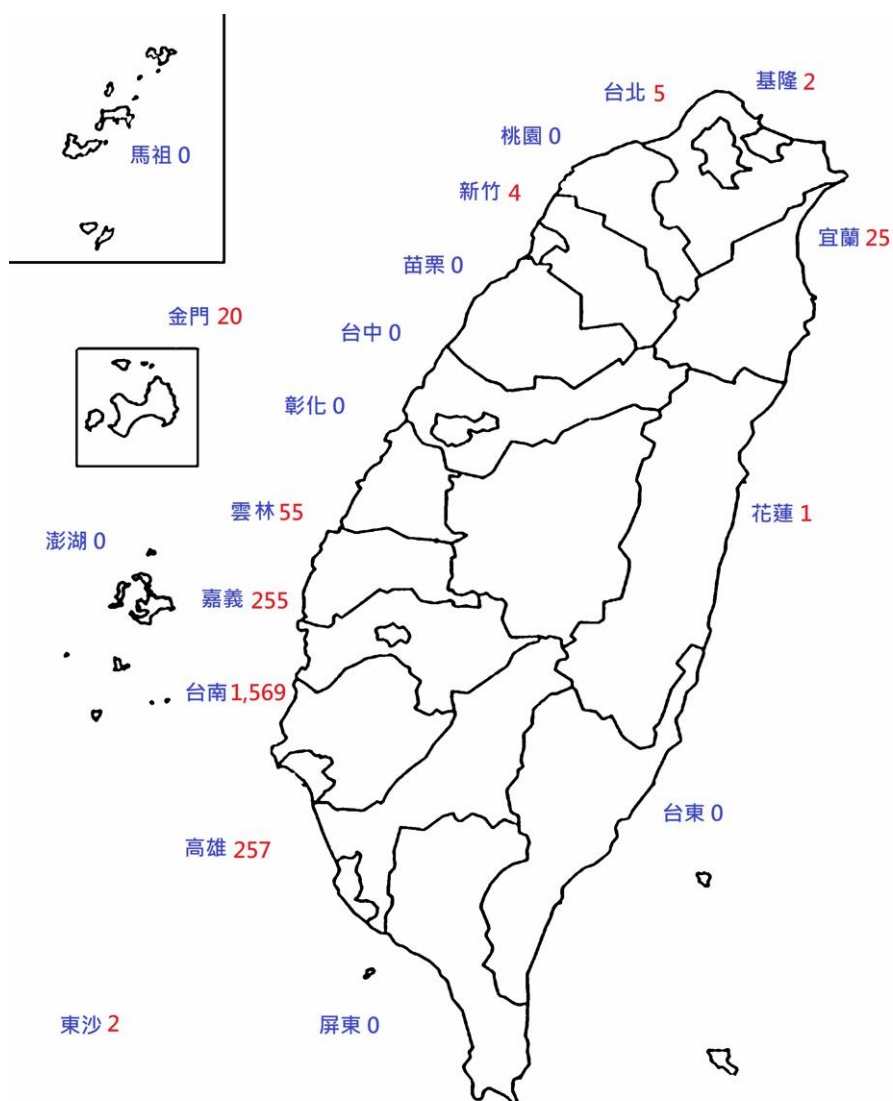 基隆 2
台北 5
桃園 0
馬祖 0
新竹 4
宜蘭 25
苗栗 0
金門 20
台中 0
彰化 0
雲林 55
花蓮 1
澎湖 0
嘉義 255
台南 1,569
台東 0
高雄 257
東沙 2
屏東 0